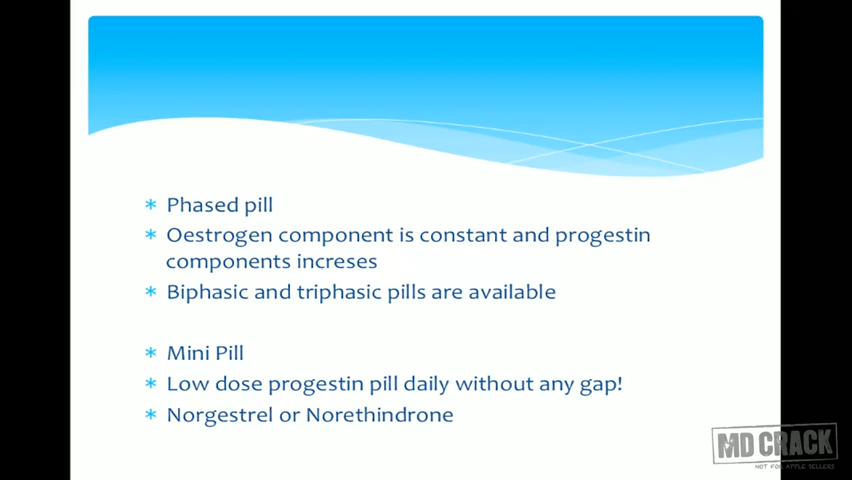 * Phased pill
* Oestrogen component is constant and progestin
components increses
* Biphasic and triphasic pills are available
* Mini Pill
* Low dose progestin pill daily without any gap!
* Norgestrel or Norethindrone
MD CRACK
NOT FOR APPLE SELLERS